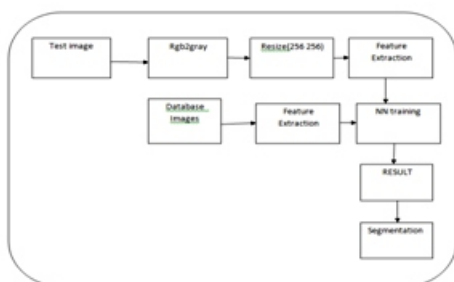 Test image
Rgb2gray
Resize(256 256)
Feature
Extraction
Database
Images
Feature
Extraction
NN training
RESULT
Segmentation